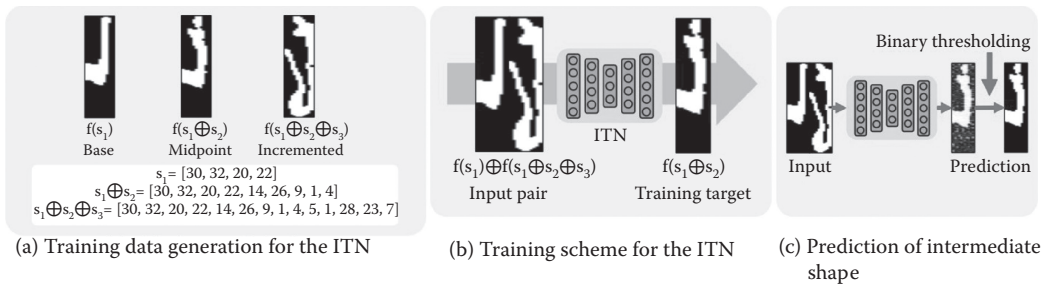 f(s₁)
Base
f(s₁⊕s₂)
Midpoint
f(s₁⊕s₂⊕s₃)
Incremented
s₁= [30, 32, 20, 22]
s₁⊕s₂= [30, 32, 20, 22, 14, 26, 9, 1, 4]
s₁⊕s₂⊕s₃= [30, 32, 20, 22, 14, 26, 9, 1, 4, 5, 1, 28, 23, 7]
(a) Training data generation for the ITN
ITN
f(s₁)⊕f(s₁⊕s₂⊕s₃)
Input pair
f(s₁⊕s₂)
Training target
(b) Training scheme for the ITN
Binary thresholding
Input
Prediction
(c) Prediction of intermediate
shape